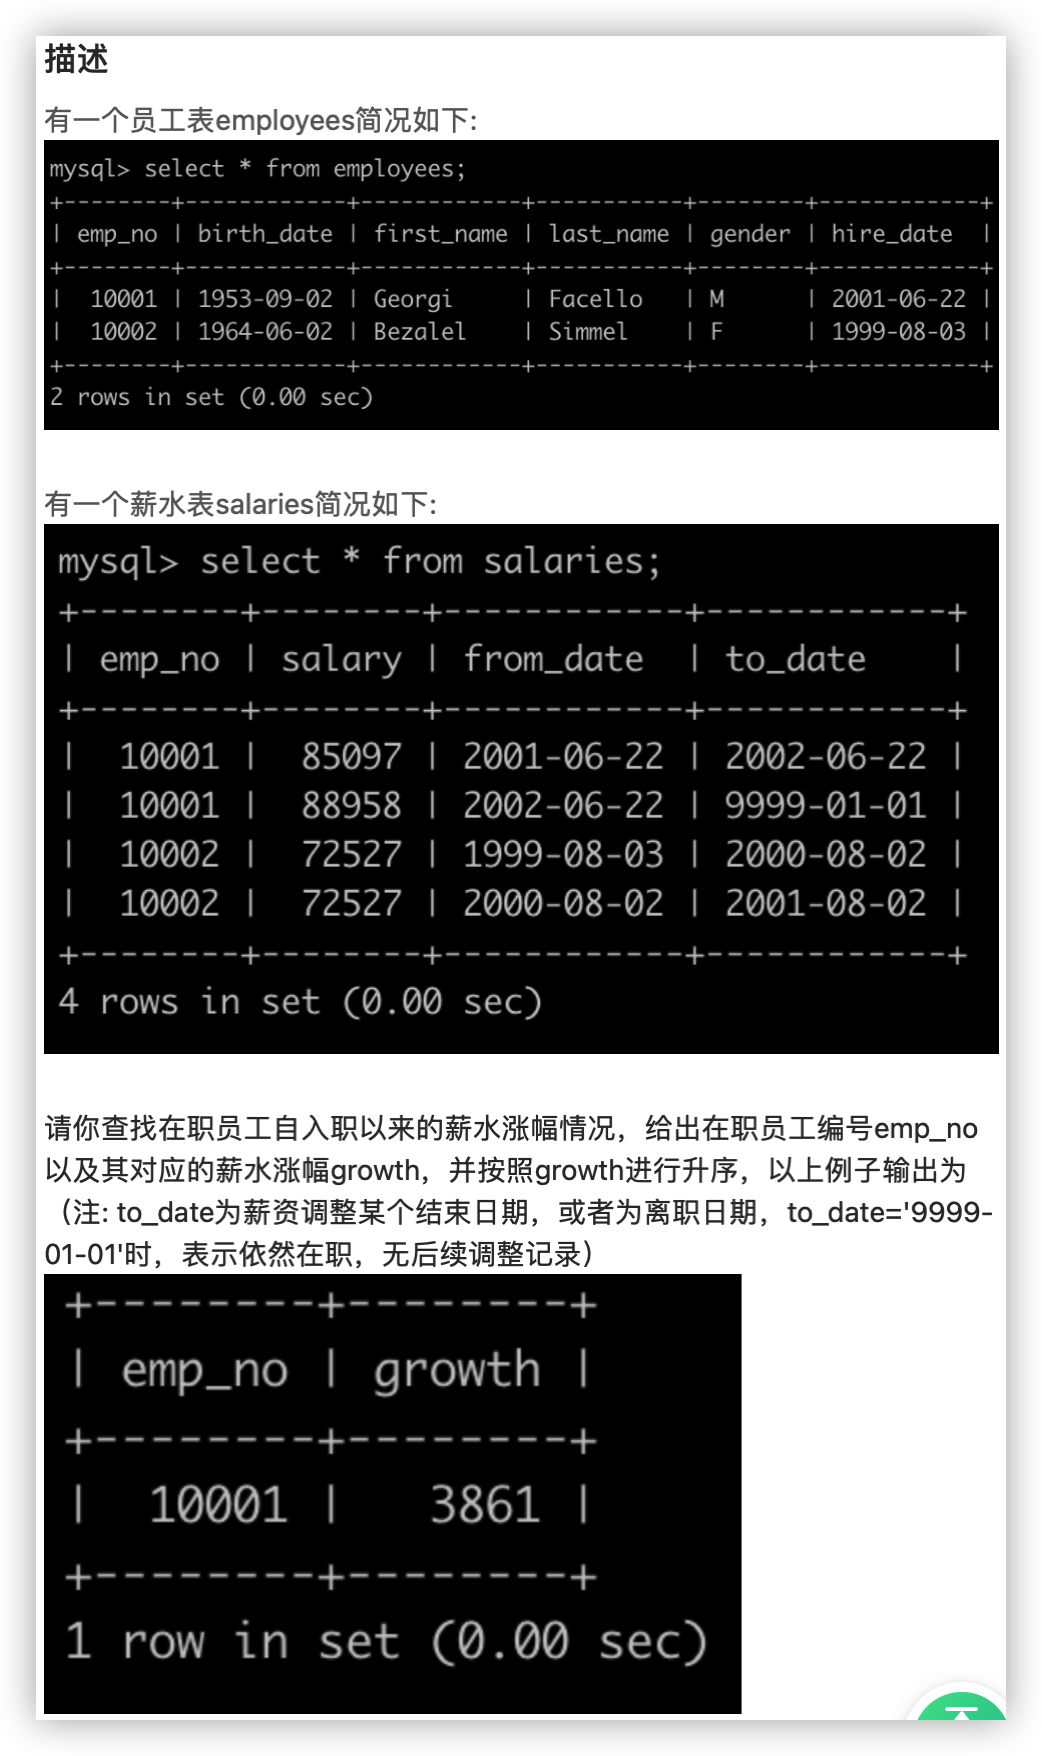 描述
有一个员工表employees简况如下:
mysql> select * from employees;
+--------+------------+------------+-----------+--------+------------+
| emp_no | birth_date | first_name | last_name | gender | hire_date  |
+--------+------------+------------+-----------+--------+------------+
|  10001 | 1953-09-02 | Georgi     | Facello   | M      | 2001-06-22 |
|  10002 | 1964-06-02 | Bezalel    | Simmel    | F      | 1999-08-03 |
+--------+------------+------------+-----------+--------+------------+
2 rows in set (0.00 sec)
有一个薪水表salaries简况如下:
mysql> select * from salaries;
+--------+--------+------------+------------+
| emp_no | salary | from_date  | to_date    |
+--------+--------+------------+------------+
|  10001 |  85097 | 2001-06-22 | 2002-06-22 |
|  10001 |  88958 | 2002-06-22 | 9999-01-01 |
|  10002 |  72527 | 1999-08-03 | 2000-08-02 |
|  10002 |  72527 | 2000-08-02 | 2001-08-02 |
+--------+--------+------------+------------+
4 rows in set (0.00 sec)
请你查找在职员工自入职以来的薪水涨幅情况，给出在职员工编号emp_no
以及其对应的薪水涨幅growth，并按照growth进行升序，以上例子输出为
（注: to_date为薪资调整某个结束日期，或者为离职日期，to_date='9999-
01-01'时，表示依然在职，无后续调整记录）
+--------+--------+
| emp_no | growth |
+--------+--------+
|  10001 |   3861 |
+--------+--------+
1 row in set (0.00 sec)